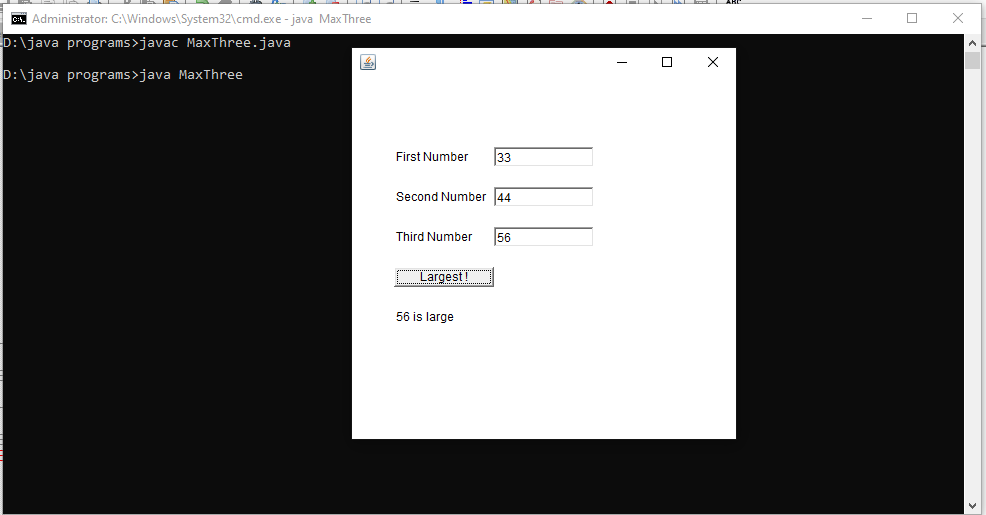 Administrator: C:\Windows\System32\cmd.exe - java  MaxThree
D:\java programs>javac MaxThree.java
D:\java programs>java MaxThree
First Number 33
Second Number 44
Third Number 56
Largest !
56 is large